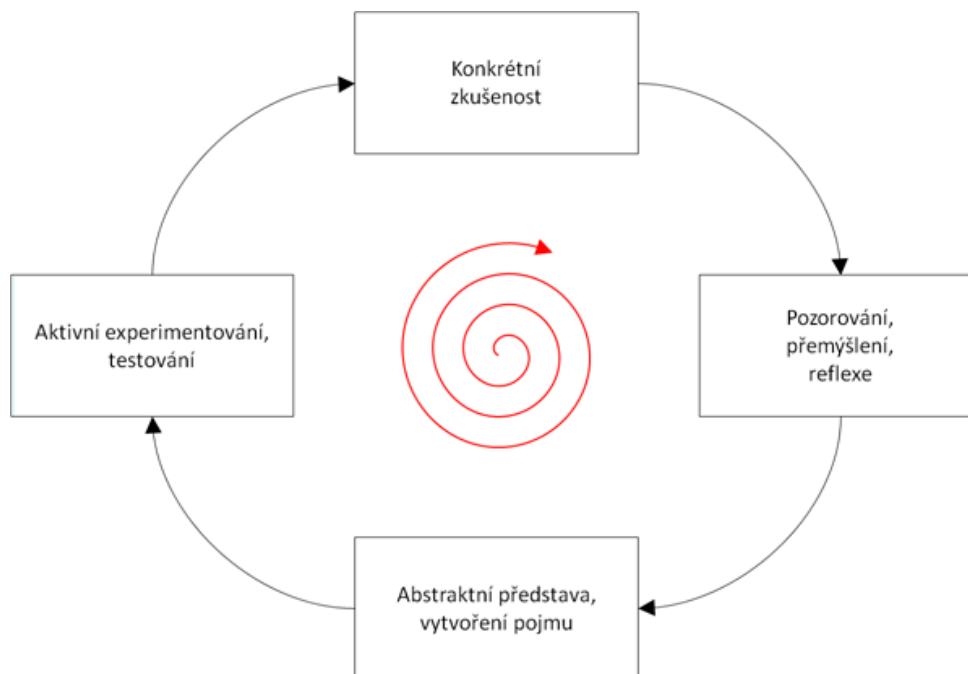 Konkrétní
zkušenost
Pozorování,
přemýšlení,
reflexe
Abstraktní představa,
vytvoření pojmu
Aktivní experimentování,
testování